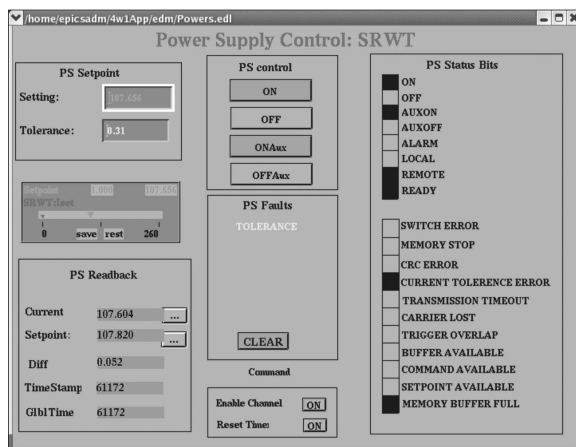 /home/epicsadm/4w1App/edm/Powers.edl
Power Supply Control: SRWT
PS Setpoint
Setting: 107.656
Tolerance: 0.31
Setpoint 1.000 107.656
SRWT:Iset
0 save rest 260
PS Readback
Current 107.604 ...
Setpoint: 107.820 ...
Diff 0.052
TimeStamp 61172
GlblTime 61172
PS control
ON
OFF
ONAux
OFFAux
PS Faults
TOLERANCE
CLEAR
Command
Enable Channel ON
Reset Time: ON
PS Status Bits
ON
OFF
AUXON
AUXOFF
ALARM
LOCAL
REMOTE
READY
SWITCH ERROR
MEMORY STOP
CRC ERROR
CURRENT TOLERENCE ERROR
TRANSMISSION TIMEOUT
CARRIER LOST
TRIGGER OVERLAP
BUFFER AVAILABLE
COMMAND AVAILABLE
SETPOINT AVAILABLE
MEMORY BUFFER FULL